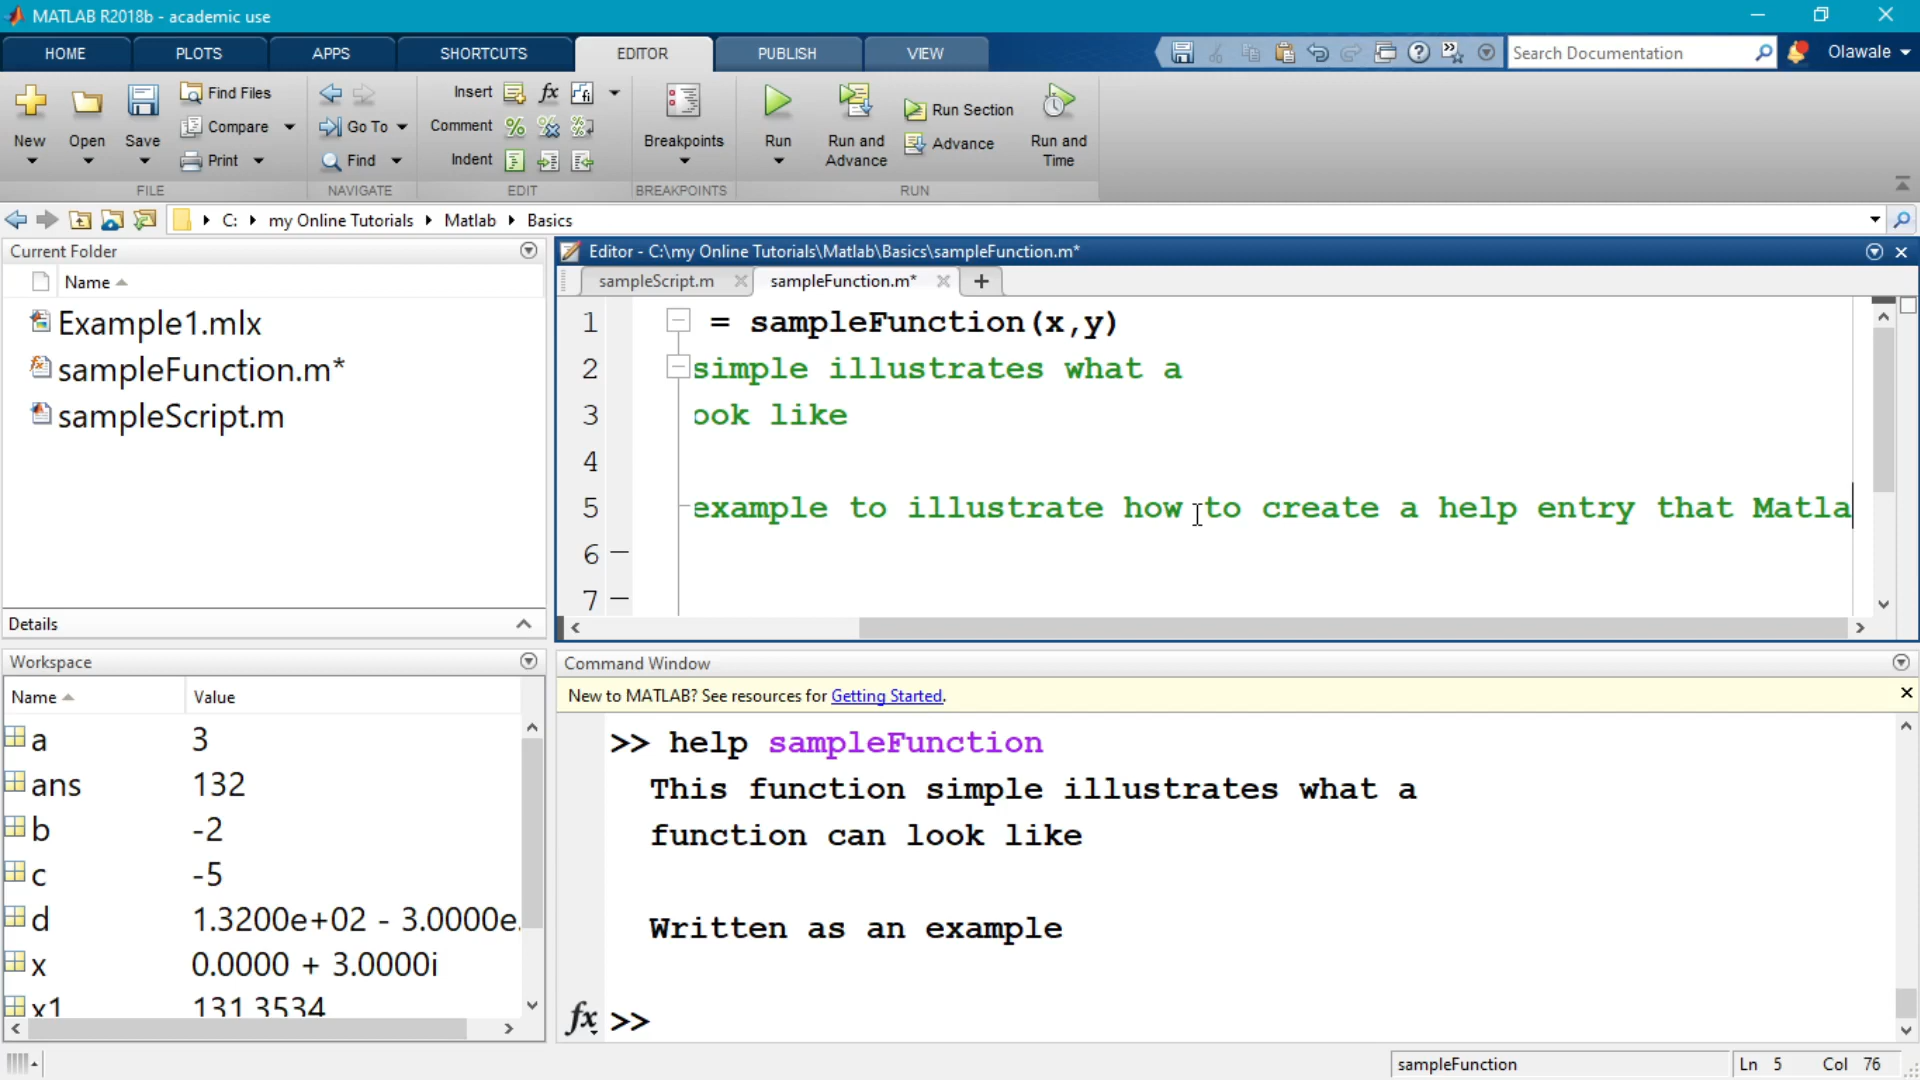 MATLAB R2018b - academic use
HOME PLOTS APPS SHORTCUTS EDITOR PUBLISH VIEW Search Documentation Olawale
New Open Save Find Files Compare Print
Go To Find
Insert Comment Indent
Breakpoints Run Run and Advance Run Section Advance Run and Time
FILE NAVIGATE EDIT BREAKPOINTS RUN
C: my Online Tutorials Matlab Basics
Current Folder
Name
Example1.mlx
sampleFunction.m*
sampleScript.m
Details
Editor - C:\my Online Tutorials\Matlab\Basics\sampleFunction.m*
sampleScript.m sampleFunction.m*
1 = sampleFunction(x,y)
2 simple illustrates what a
3 ook like
4
5 example to illustrate how to create a help entry that Matla
6
7
Workspace
Name Value
a 3
ans 132
b -2
c -5
d 1.3200e+02 - 3.0000e
x 0.0000 + 3.0000i
x1 131.3534
Command Window
New to MATLAB? See resources for Getting Started.
>> help sampleFunction
This function simple illustrates what a
function can look like
Written as an example
fx >>
sampleFunction Ln 5 Col 76